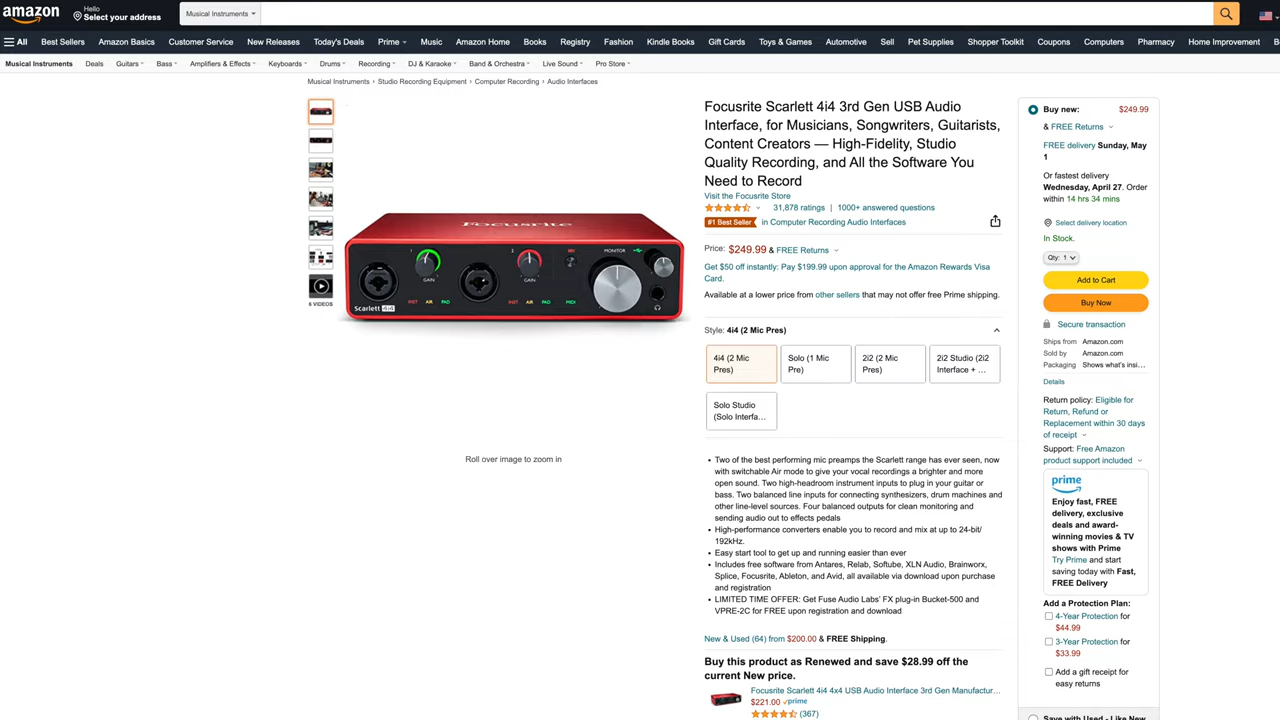 amazon
Hello
Select your address
Musical Instruments
All
Best Sellers
Amazon Basics
Customer Service
New Releases
Today's Deals
Prime
Music
Amazon Home
Books
Registry
Fashion
Kindle Books
Gift Cards
Toys & Games
Automotive
Sell
Pet Supplies
Shopper Toolkit
Coupons
Computers
Pharmacy
Home Improvement
Musical Instruments
Deals
Guitars
Bass
Amplifiers & Effects
Keyboards
Drums
Recording
DJ & Karaoke
Band & Orchestra
Live Sound
Pro Store
Musical Instruments › Studio Recording Equipment › Computer Recording › Audio Interfaces
6 VIDEOS
Focusrite
1
2
GAIN
GAIN
MONITOR
INST AIR PAD
INST AIR PAD
MIDI
Scarlett 4i4
Roll over image to zoom in
Focusrite Scarlett 4i4 3rd Gen USB Audio
Interface, for Musicians, Songwriters, Guitarists,
Content Creators — High-Fidelity, Studio
Quality Recording, and All the Software You
Need to Record
Visit the Focusrite Store
31,878 ratings | 1000+ answered questions
#1 Best Seller in Computer Recording Audio Interfaces
Price: $249.99 & FREE Returns
Get $50 off instantly: Pay $199.99 upon approval for the Amazon Rewards Visa
Card.
Available at a lower price from other sellers that may not offer free Prime shipping.
Style: 4i4 (2 Mic Pres)
4i4 (2 Mic
Pres)
Solo (1 Mic
Pre)
2i2 (2 Mic
Pres)
2i2 Studio (2i2
Interface + …
Solo Studio
(Solo Interfa…
• Two of the best performing mic preamps the Scarlett range has ever seen, now
with switchable Air mode to give your vocal recordings a brighter and more
open sound. Two high-headroom instrument inputs to plug in your guitar or
bass. Two balanced line inputs for connecting synthesizers, drum machines and
other line-level sources. Four balanced outputs for clean monitoring and
sending audio out to effects pedals
• High-performance converters enable you to record and mix at up to 24-bit/
192kHz.
• Easy start tool to get up and running easier than ever
• Includes free software from Antares, Relab, Softube, XLN Audio, Brainworx,
Splice, Focusrite, Ableton, and Avid, all available via download upon purchase
and registration
• LIMITED TIME OFFER: Get Fuse Audio Labs' FX plug-in Bucket-500 and
VPRE-2C for FREE upon registration and download
New & Used (64) from $200.00 & FREE Shipping.
Buy this product as Renewed and save $28.99 off the
current New price.
Focusrite Scarlett 4i4 4x4 USB Audio Interface 3rd Gen Manufactur...
$221.00 prime
(367)
Buy new: $249.99
& FREE Returns
FREE delivery Sunday, May
1
Or fastest delivery
Wednesday, April 27. Order
within 14 hrs 34 mins
Select delivery location
In Stock.
Qty: 1
Add to Cart
Buy Now
Secure transaction
Ships from Amazon.com
Sold by Amazon.com
Packaging Shows what's insi…
Details
Return policy: Eligible for
Return, Refund or
Replacement within 30 days
of receipt
Support: Free Amazon
product support included
prime
Enjoy fast, FREE
delivery, exclusive
deals and award-
winning movies & TV
shows with Prime
Try Prime and start
saving today with Fast,
FREE Delivery
Add a Protection Plan:
4-Year Protection for
$44.99
3-Year Protection for
$33.99
Add a gift receipt for
easy returns
Save with Used - Like New